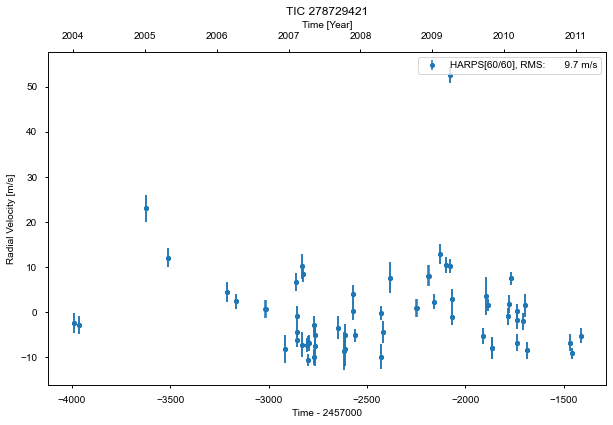 TIC 278729421
Time [Year]
2004 2005 2006 2007 2008 2009 2010 2011
HARPS[60/60], RMS: 9.7 m/s
50
40
30
20
10
0
−10
Radial Velocity [m/s]
−4000 −3500 −3000 −2500 −2000 −1500
Time - 2457000